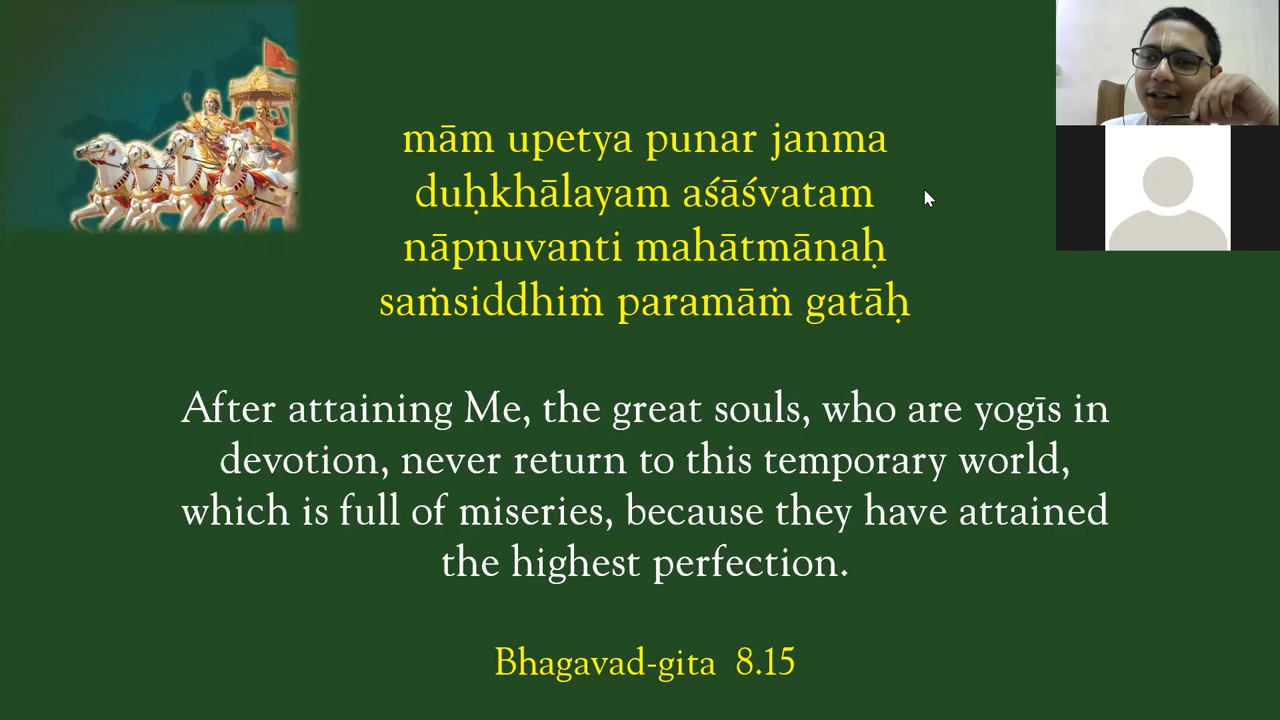 mām upetya punar janma
duḥkhālayam aśāśvatam
nāpnuvanti mahātmānaḥ
saṁsiddhiṁ paramāṁ gatāḥ
After attaining Me, the great souls, who are yogīs in
devotion, never return to this temporary world,
which is full of miseries, because they have attained
the highest perfection.
Bhagavad-gita 8.15